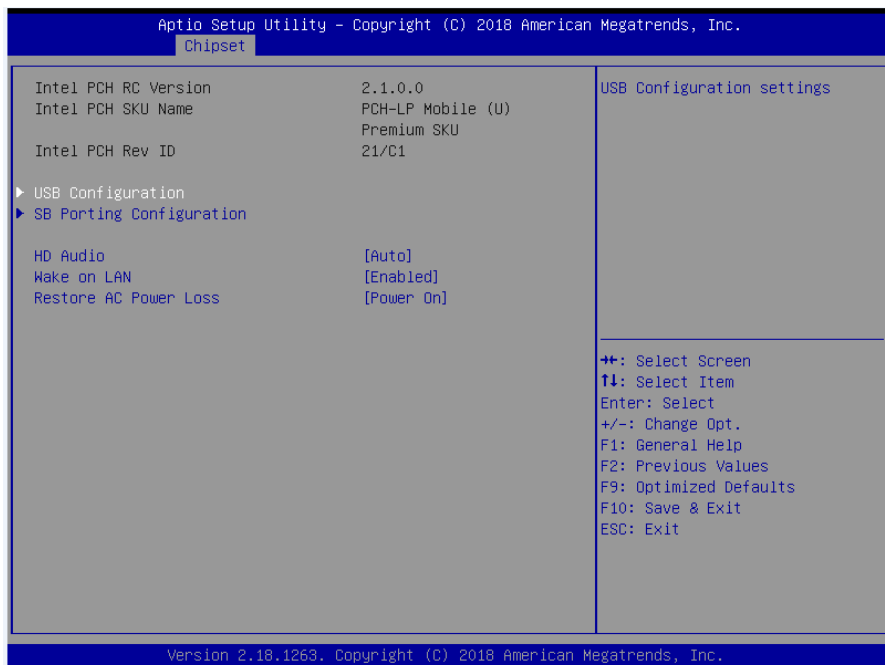 Aptio Setup Utility – Copyright (C) 2018 American Megatrends, Inc.
Chipset
Intel PCH RC Version 2.1.0.0
Intel PCH SKU Name PCH-LP Mobile (U)
Premium SKU
Intel PCH Rev ID 21/C1
USB Configuration
SB Porting Configuration
HD Audio [Auto]
Wake on LAN [Enabled]
Restore AC Power Loss [Power On]
USB Configuration settings
→←: Select Screen
↑↓: Select Item
Enter: Select
+/-: Change Opt.
F1: General Help
F2: Previous Values
F9: Optimized Defaults
F10: Save & Exit
ESC: Exit
Version 2.18.1263. Copyright (C) 2018 American Megatrends, Inc.